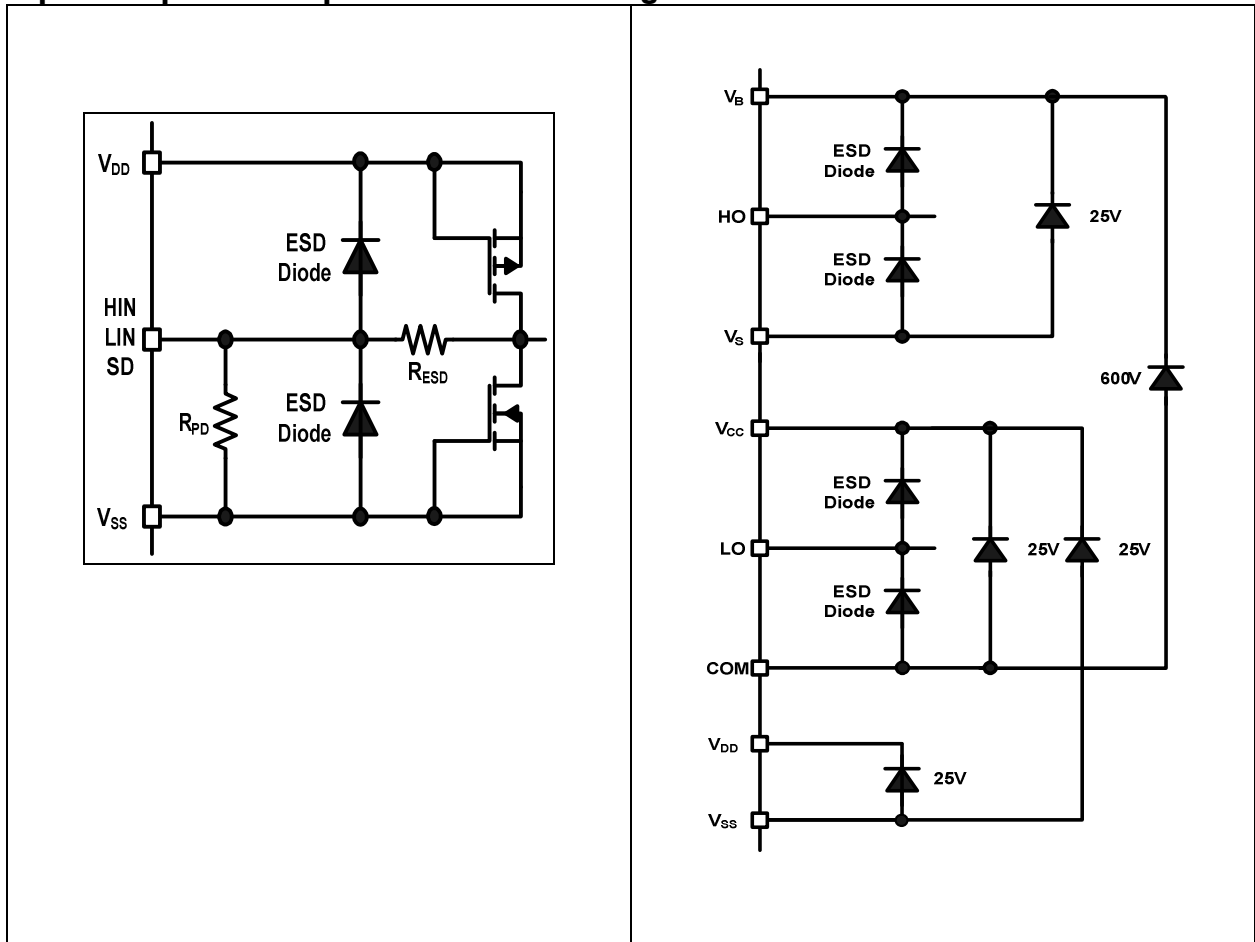 V_DD
ESD
Diode
HIN
LIN
SD
R_ESD
R_PD
ESD
Diode
V_SS
V_B
ESD
Diode
25V
HO
ESD
Diode
V_S
600V
V_CC
ESD
Diode
LO
25V
25V
ESD
Diode
COM
V_DD
25V
V_SS